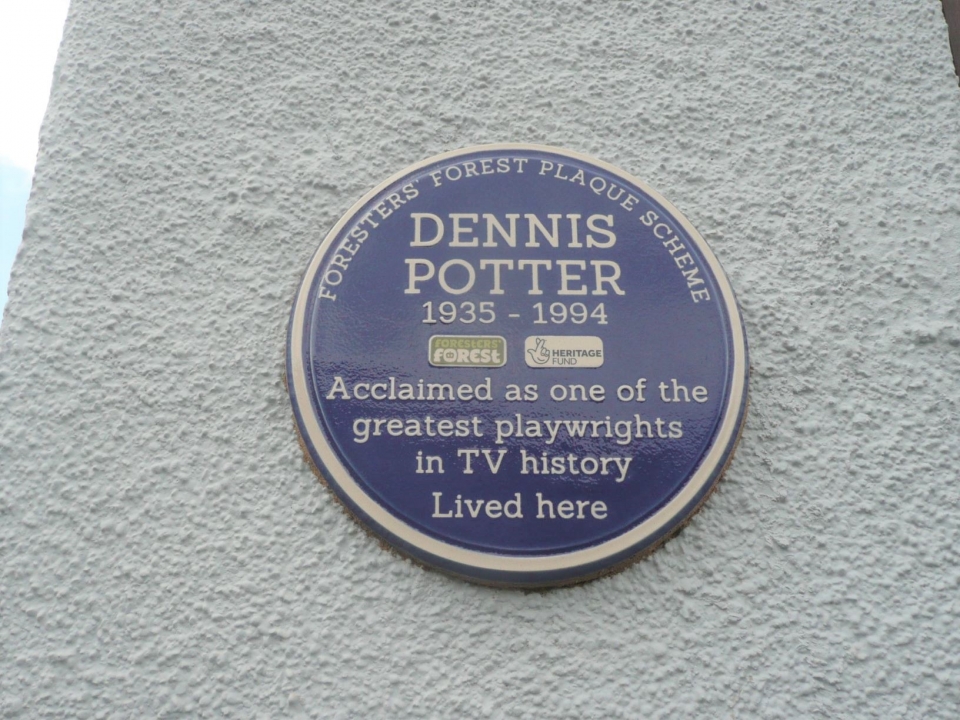 FORESTERS' FOREST PLAQUE SCHEME
DENNIS
POTTER
1935 - 1994
FORESTERS'
FOREST
HERITAGE
FUND
Acclaimed as one of the
greatest playwrights
in TV history
Lived here